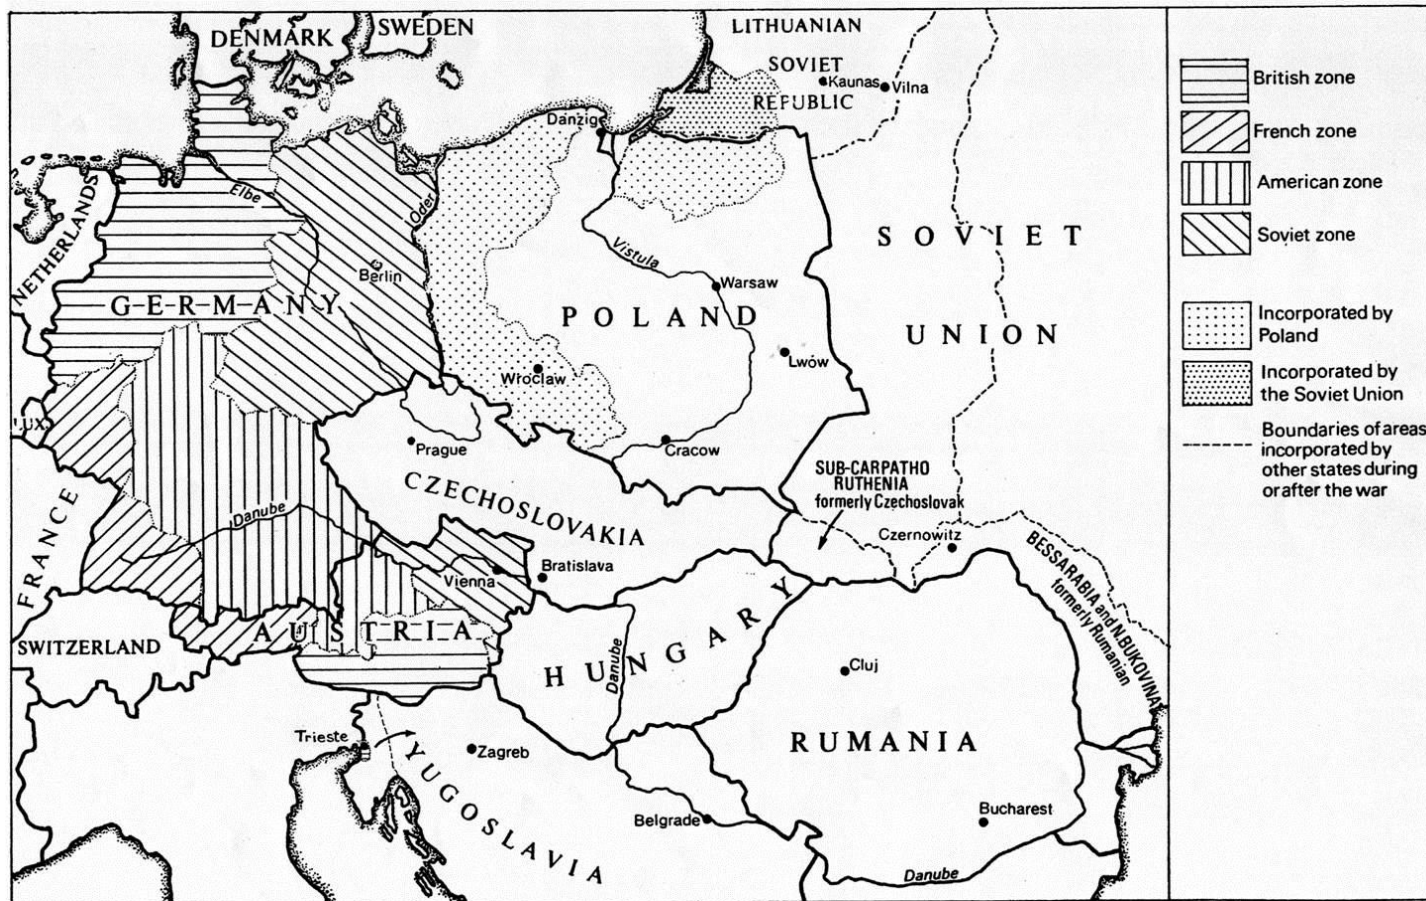 DENMARK
SWEDEN
LITHUANIAN
SOVIET
Kaunas
Vilna
REPUBLIC
Danzig
NETHERLANDS
Elbe
Oder
Berlin
Vistula
Warsaw
SOVIET
UNION
GERMANY
POLAND
Lwów
Wrocław
LUX.
Prague
Cracow
CZECHOSLOVAKIA
SUB-CARPATHO
RUTHENIA
formerly Czechoslovak
Czernowitz
BESSARABIA and N.BUKOVINA
formerly Rumanian
FRANCE
Danube
Vienna
Bratislava
SWITZERLAND
AUSTRIA
HUNGARY
Danube
Cluj
Trieste
YUGOSLAVIA
Zagreb
RUMANIA
Belgrade
Bucharest
Danube
British zone
French zone
American zone
Soviet zone
Incorporated by
Poland
Incorporated by
the Soviet Union
Boundaries of areas
incorporated by
other states during
or after the war